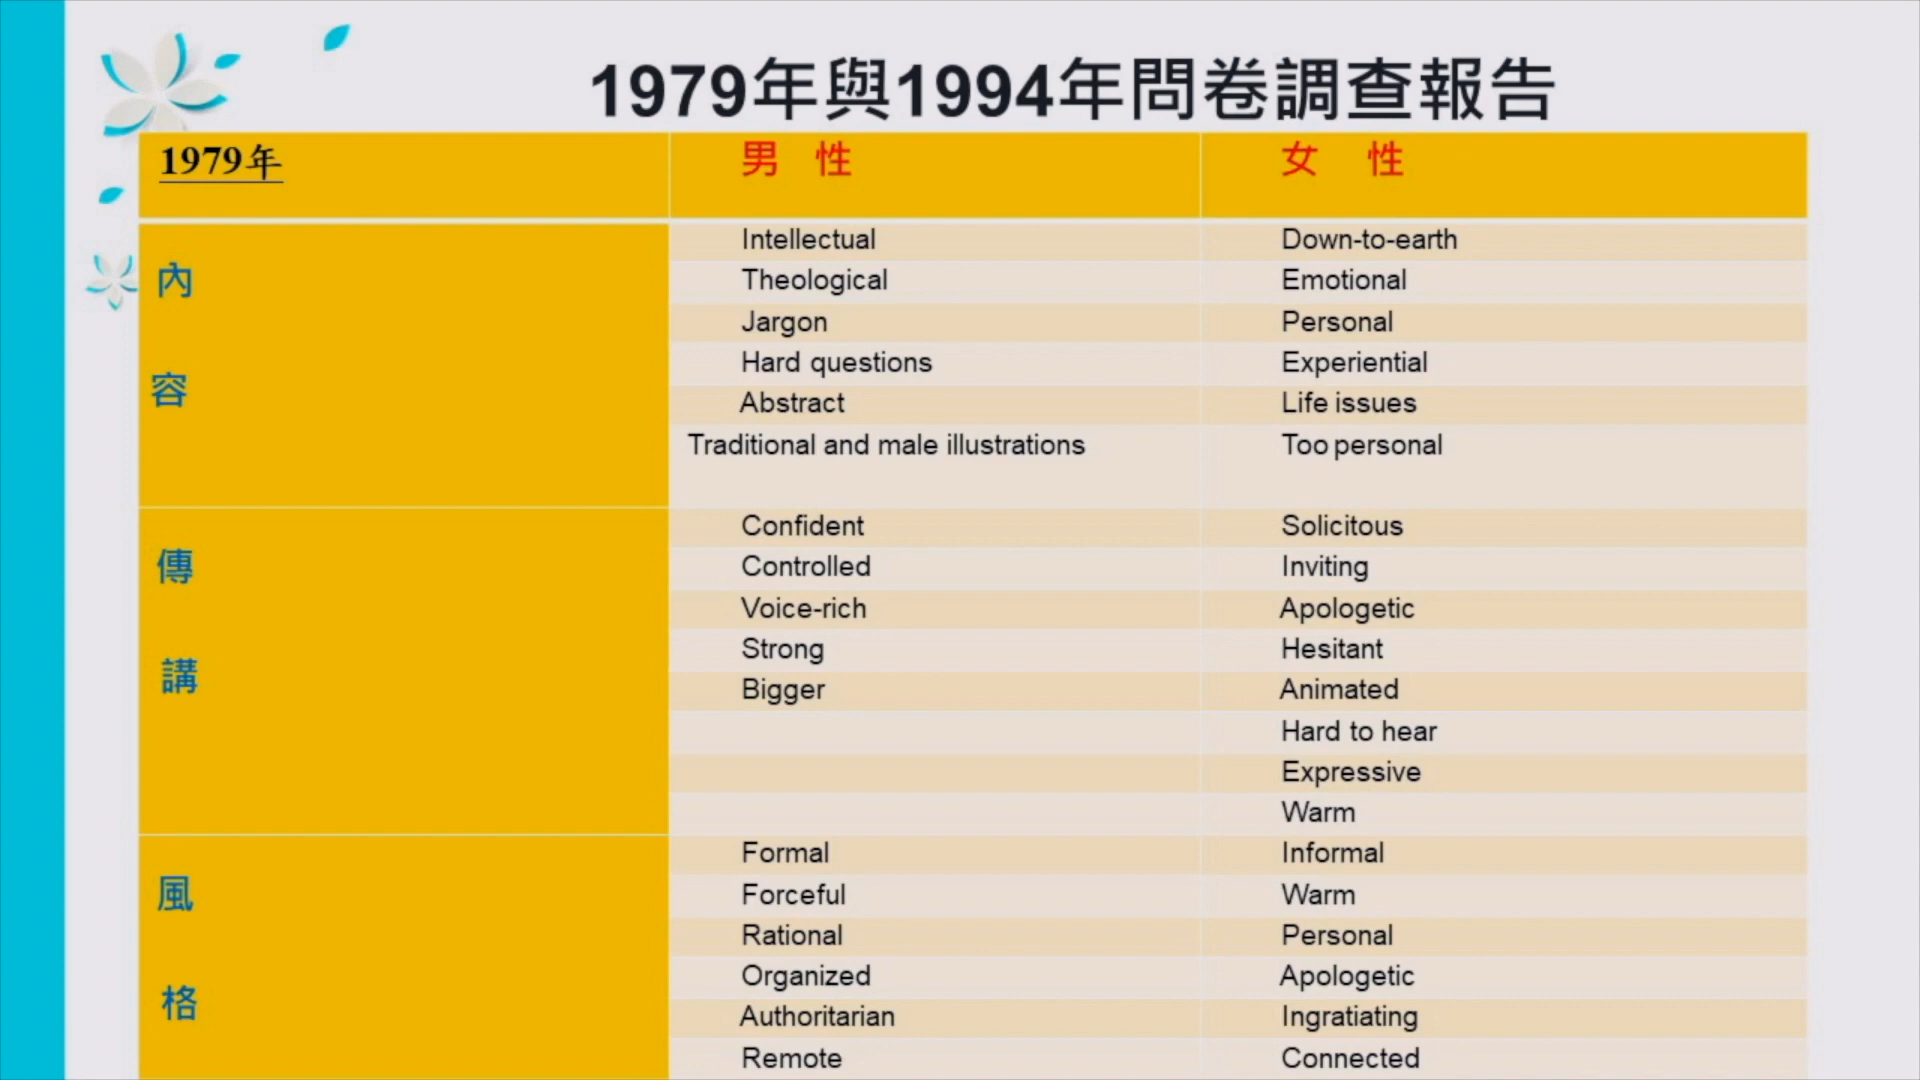 1979年與1994年問卷調查報告
1979年 男 性 女 性
內
容
Intellectual Down-to-earth
Theological Emotional
Jargon Personal
Hard questions Experiential
Abstract Life issues
Traditional and male illustrations Too personal
傳
講
Confident Solicitous
Controlled Inviting
Voice-rich Apologetic
Strong Hesitant
Bigger Animated
Hard to hear
Expressive
Warm
風
格
Formal Informal
Forceful Warm
Rational Personal
Organized Apologetic
Authoritarian Ingratiating
Remote Connected